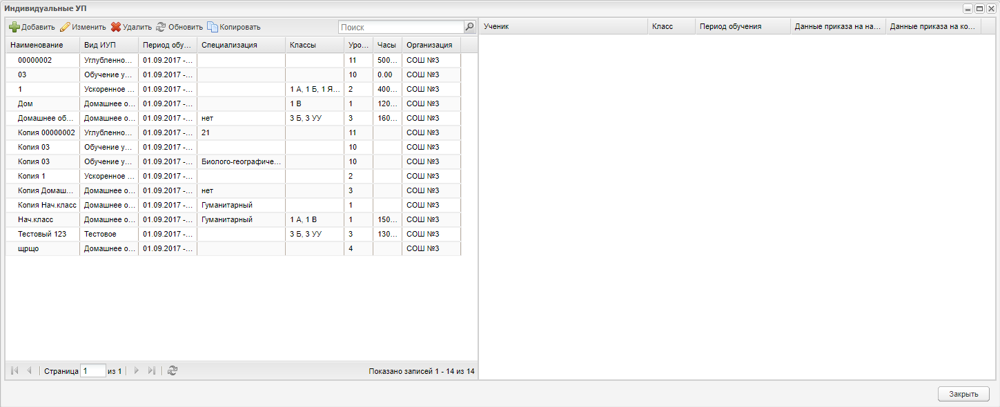 Индивидуальные УП
Добавить Изменить Удалить Обновить Копировать Поиск
Ученик Класс Период обучения Данные приказа на на... Данные приказа на ко...
Наименование Вид ИУП Период обу... Специализация Классы Уро... Часы Организация
00000002 Углубленно... 01.09.2017 -... 11 500... СОШ №3
03 Обучение у... 01.09.2017 -... 10 0.00 СОШ №3
1 Ускоренное ... 01.09.2017 -... 1 А, 1 Б, 1 Я... 2 400... СОШ №3
Дом Домашнее о... 01.09.2017 -... 1 В 1 120... СОШ №3
Домашнее об... Домашнее о... 01.09.2017 -... нет 3 Б, 3 УУ 3 160... СОШ №3
Копия 00000002 Углубленно... 01.09.2017 -... 21 11 СОШ №3
Копия 03 Обучение у... 01.09.2017 -... 10 СОШ №3
Копия 03 Обучение у... 01.09.2017 -... Биолого-географиче... 10 СОШ №3
Копия 1 Ускоренное ... 01.09.2017 -... 2 СОШ №3
Копия Домаш... Домашнее о... 01.09.2017 -... нет 3 СОШ №3
Копия Нач.класс Домашнее о... 01.09.2017 -... Гуманитарный 1 СОШ №3
Нач.класс Домашнее о... 01.09.2017 -... Гуманитарный 1 А, 1 В 1 150... СОШ №3
Тестовый 123 Тестовое 01.09.2017 -... 3 Б, 3 УУ 3 130... СОШ №3
щрщо Домашнее о... 01.09.2017 -... 4 СОШ №3
Страница 1 из 1 Показано записей 1 - 14 из 14
Закрыть